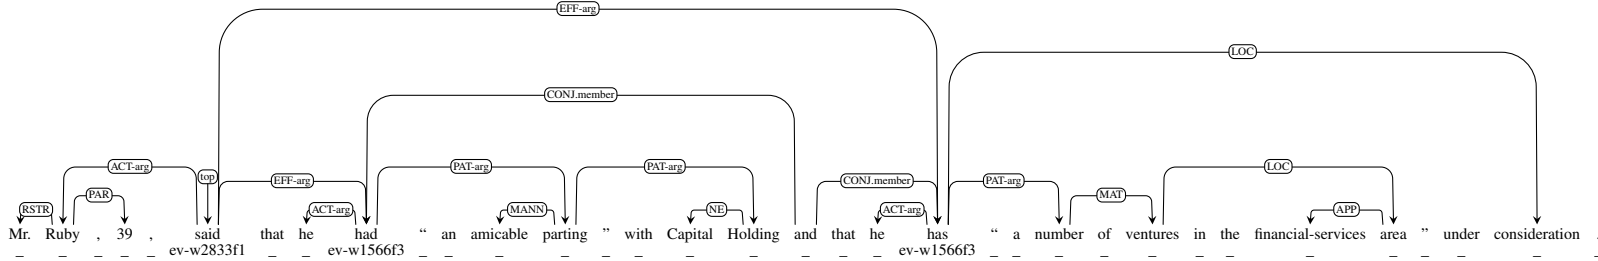 EFF-arg
LOC
CONJ.member
ACT-arg PAT-arg PAT-arg LOC
top EFF-arg CONJ.member PAT-arg
PAR MAT
RSTR ACT-arg MANN NE ACT-arg APP
Mr. Ruby , 39 , said that he had “ an amicable parting ” with Capital Holding and that he has “ a number of ventures in the financial-services area ” under consideration .
ev-w2833f1 ev-w1566f3 ev-w1566f3
_ _ _ _ _ _ _ _ _ _ _ _ _ _ _ _ _ _ _ _ _ _ _ _ _ _ _ _ _ _ _ _